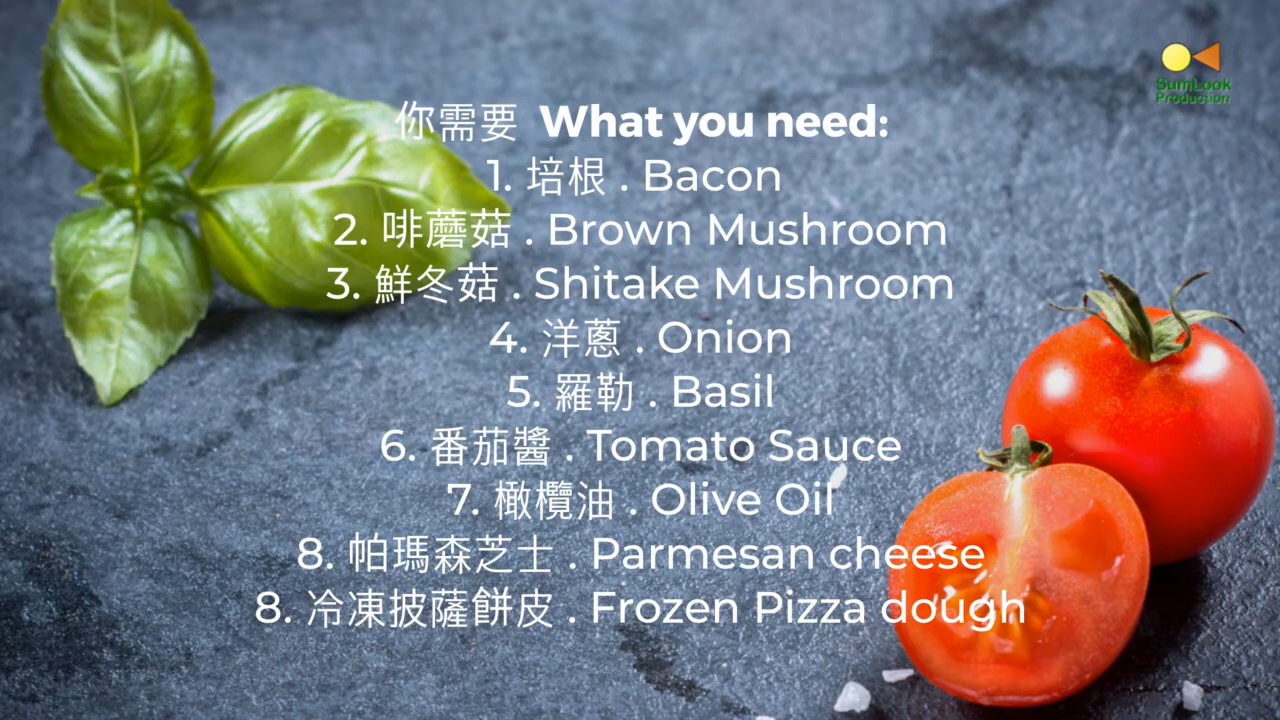 SumLook
Production
你需要 What you need:
1. 培根 . Bacon
2. 啡蘑菇 . Brown Mushroom
3. 鮮冬菇 . Shitake Mushroom
4. 洋蔥 . Onion
5. 羅勒 . Basil
6. 番茄醬 . Tomato Sauce
7. 橄欖油 . Olive Oil
8. 帕瑪森芝士 . Parmesan cheese
8. 冷凍披薩餅皮 . Frozen Pizza dough